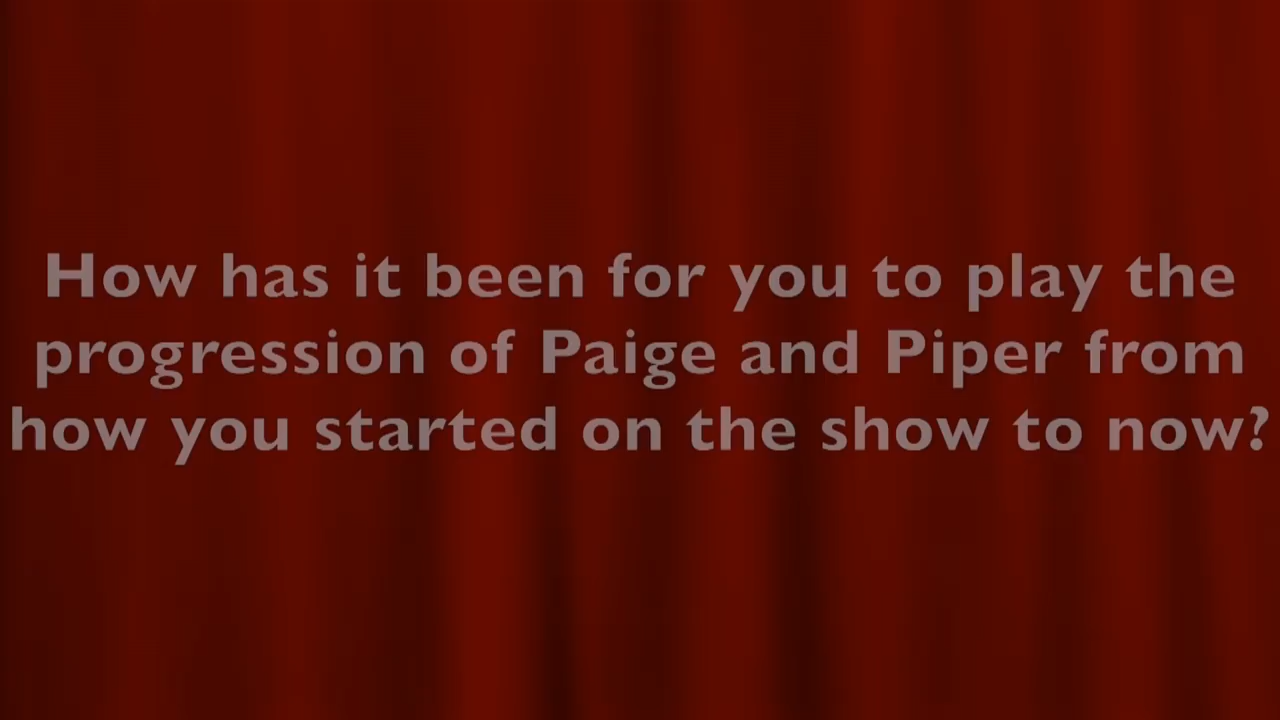 How has it been for you to play the
progression of Paige and Piper from
how you started on the show to now?